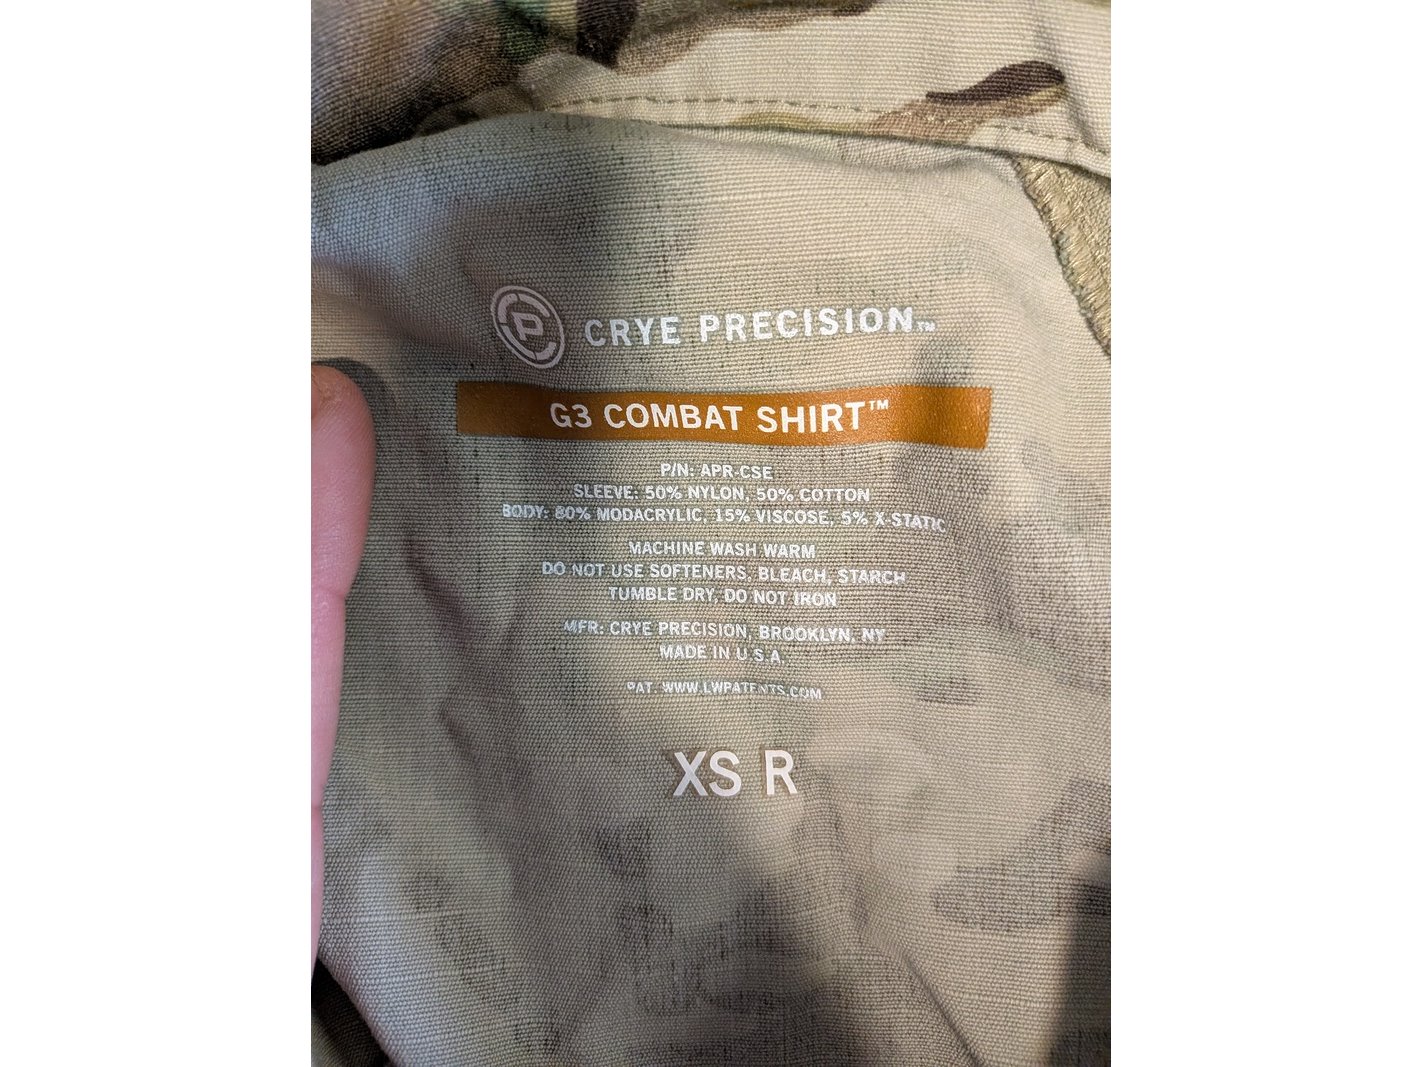 P
CRYE PRECISION™
G3 COMBAT SHIRT™
P/N: APR-CSE
SLEEVE: 50% NYLON, 50% COTTON
BODY: 80% MODACRYLIC, 15% VISCOSE, 5% X-STATIC
MACHINE WASH WARM
DO NOT USE SOFTENERS, BLEACH, STARCH
TUMBLE DRY, DO NOT IRON
MFR: CRYE PRECISION, BROOKLYN, NY
MADE IN U.S.A.
PAT. WWW.LWPATENTS.COM
XS R